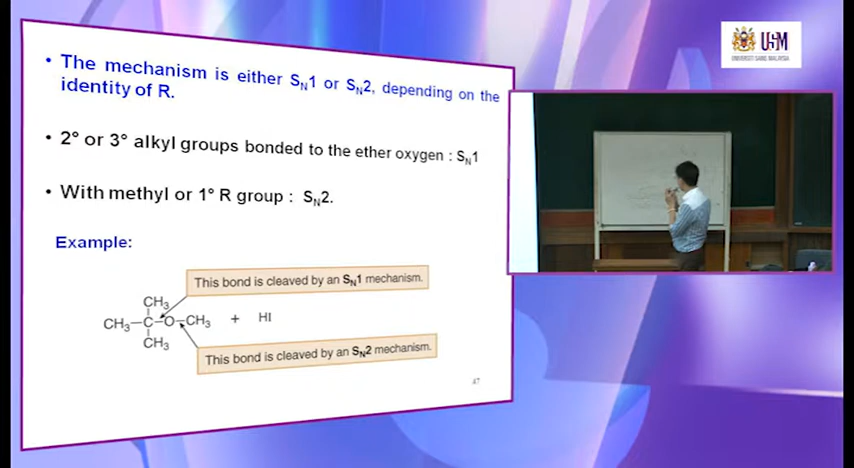 • The mechanism is either SN1 or SN2, depending on the
identity of R.
• 2° or 3° alkyl groups bonded to the ether oxygen : SN1
• With methyl or 1° R group : SN2.
Example:
This bond is cleaved by an SN1 mechanism.
CH3
CH3–C–O–CH3 + HI
CH3
This bond is cleaved by an SN2 mechanism.
47
USM
UNIVERSITI SAINS MALAYSIA